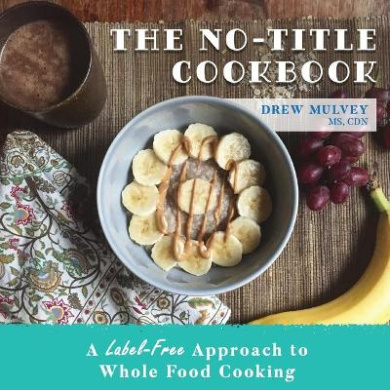 THE NO-TITLE
COOKBOOK
DREW MULVEY
MS, CDN
A Label-Free Approach to
Whole Food Cooking